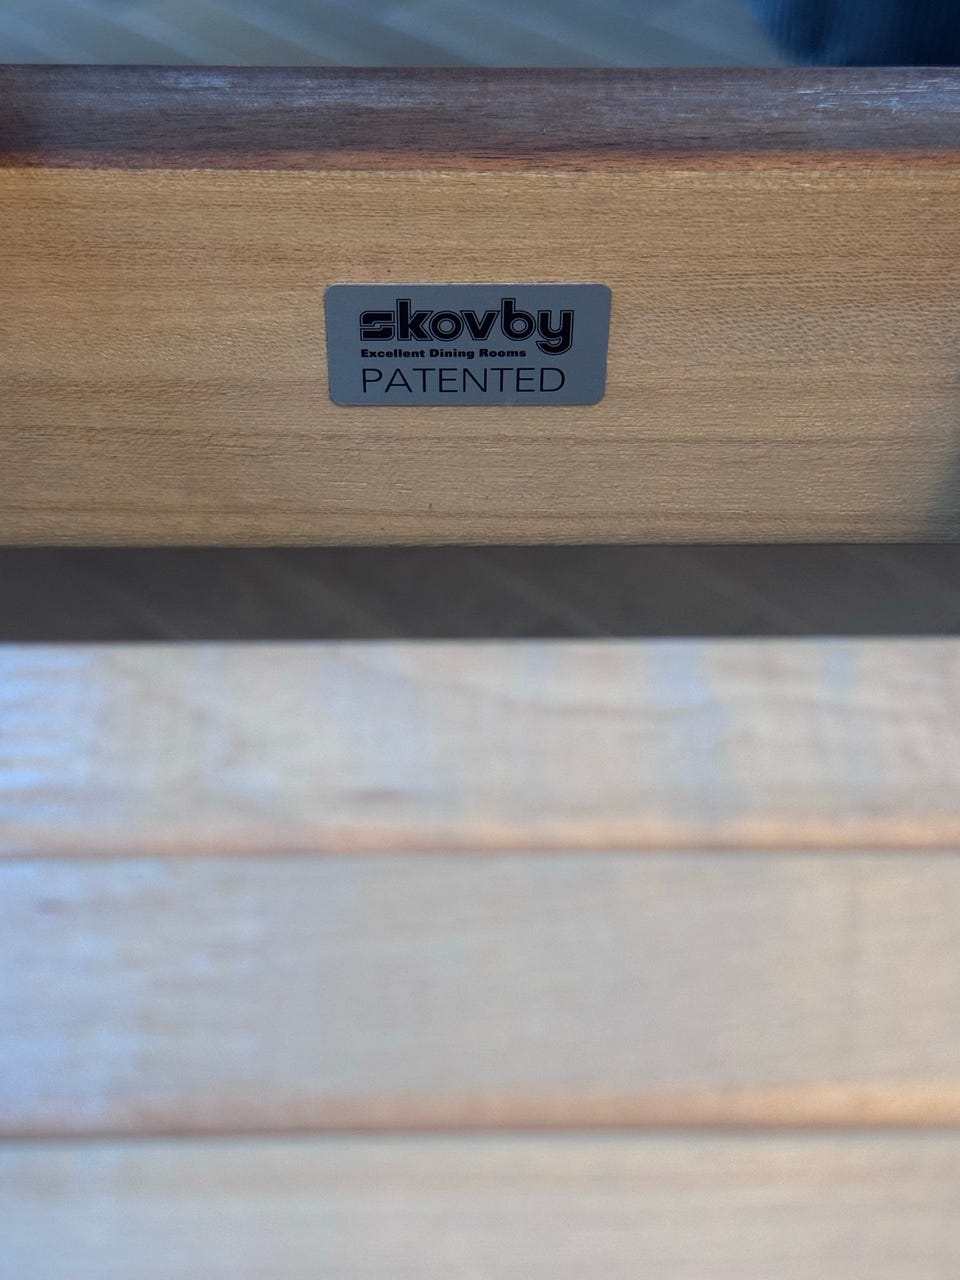 skovby
Excellent Dining Rooms
PATENTED